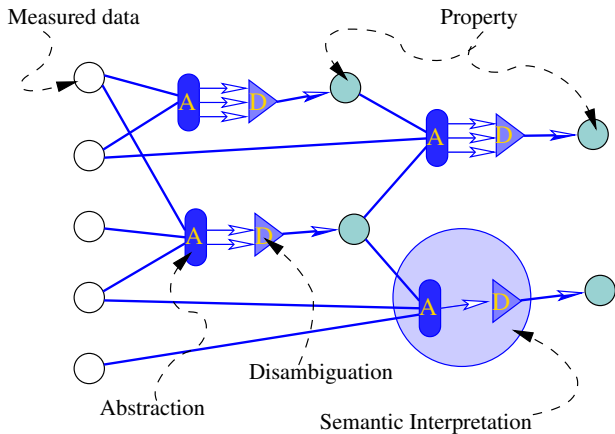 Measured data
Property
A
D
A
D
A
D
A
D
Disambiguation
Abstraction
Semantic Interpretation